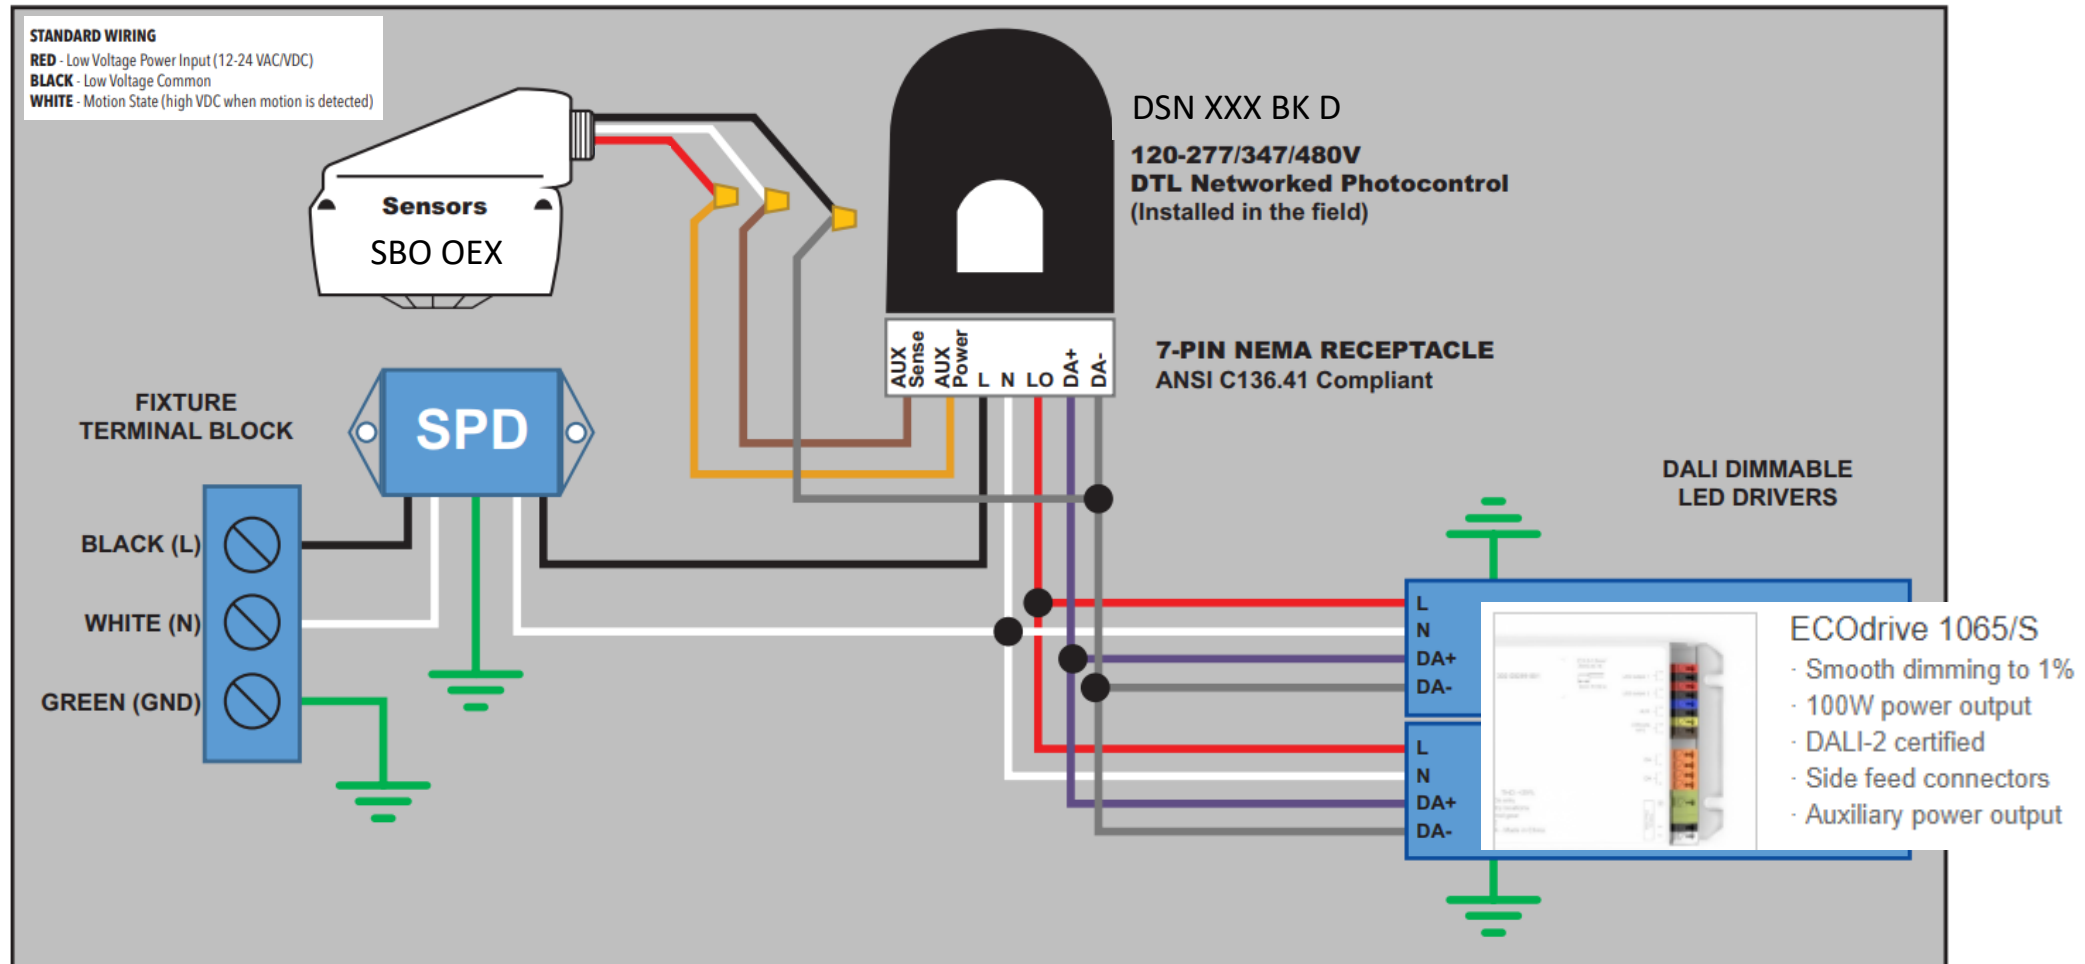 STANDARD WIRING
RED - Low Voltage Power Input (12-24 VAC/VDC)
BLACK - Low Voltage Common
WHITE - Motion State (high VDC when motion is detected)
Sensors
SBO OEX
DSN XXX BK D
120-277/347/480V
DTL Networked Photocontrol
(Installed in the field)
AUX Sense
AUX Power
L
N
LO
DA+
DA-
7-PIN NEMA RECEPTACLE
ANSI C136.41 Compliant
FIXTURE
TERMINAL BLOCK
SPD
BLACK (L)
WHITE (N)
GREEN (GND)
DALI DIMMABLE
LED DRIVERS
L
N
DA+
DA-
L
N
DA+
DA-
ECOdrive 1065/S
· Smooth dimming to 1%
· 100W power output
· DALI-2 certified
· Side feed connectors
· Auxiliary power output